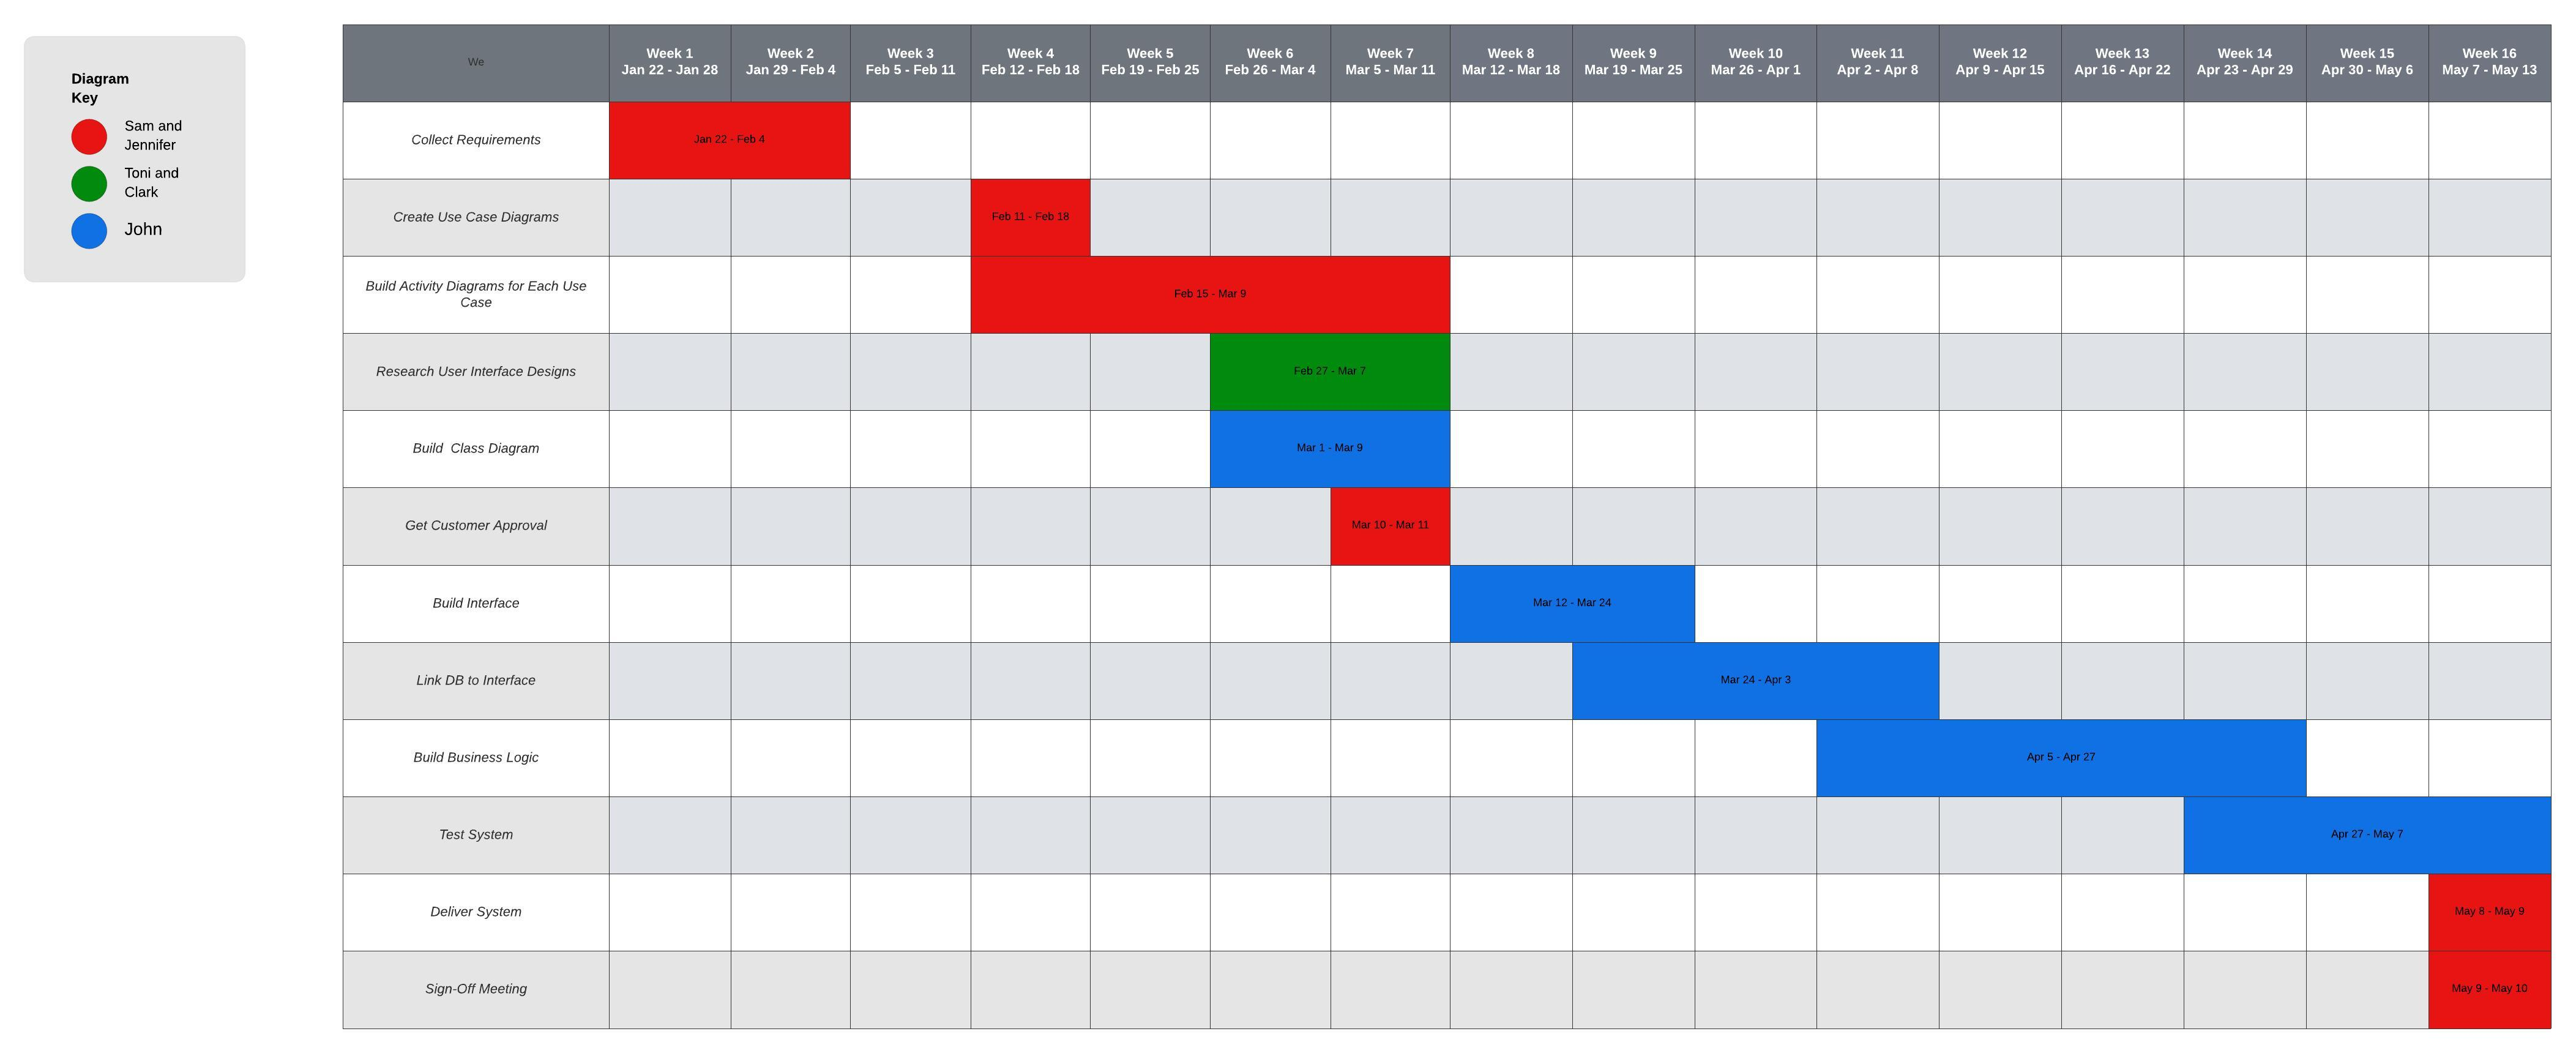 Diagram
Key
Sam and
Jennifer
Toni and
Clark
John
We
Week 1
Jan 22 - Jan 28
Week 2
Jan 29 - Feb 4
Week 3
Feb 5 - Feb 11
Week 4
Feb 12 - Feb 18
Week 5
Feb 19 - Feb 25
Week 6
Feb 26 - Mar 4
Week 7
Mar 5 - Mar 11
Week 8
Mar 12 - Mar 18
Week 9
Mar 19 - Mar 25
Week 10
Mar 26 - Apr 1
Week 11
Apr 2 - Apr 8
Week 12
Apr 9 - Apr 15
Week 13
Apr 16 - Apr 22
Week 14
Apr 23 - Apr 29
Week 15
Apr 30 - May 6
Week 16
May 7 - May 13
Collect Requirements
Jan 22 - Feb 4
Create Use Case Diagrams
Feb 11 - Feb 18
Build Activity Diagrams for Each Use
Case
Feb 15 - Mar 9
Research User Interface Designs
Feb 27 - Mar 7
Build  Class Diagram
Mar 1 - Mar 9
Get Customer Approval
Mar 10 - Mar 11
Build Interface
Mar 12 - Mar 24
Link DB to Interface
Mar 24 - Apr 3
Build Business Logic
Apr 5 - Apr 27
Test System
Apr 27 - May 7
Deliver System
May 8 - May 9
Sign-Off Meeting
May 9 - May 10